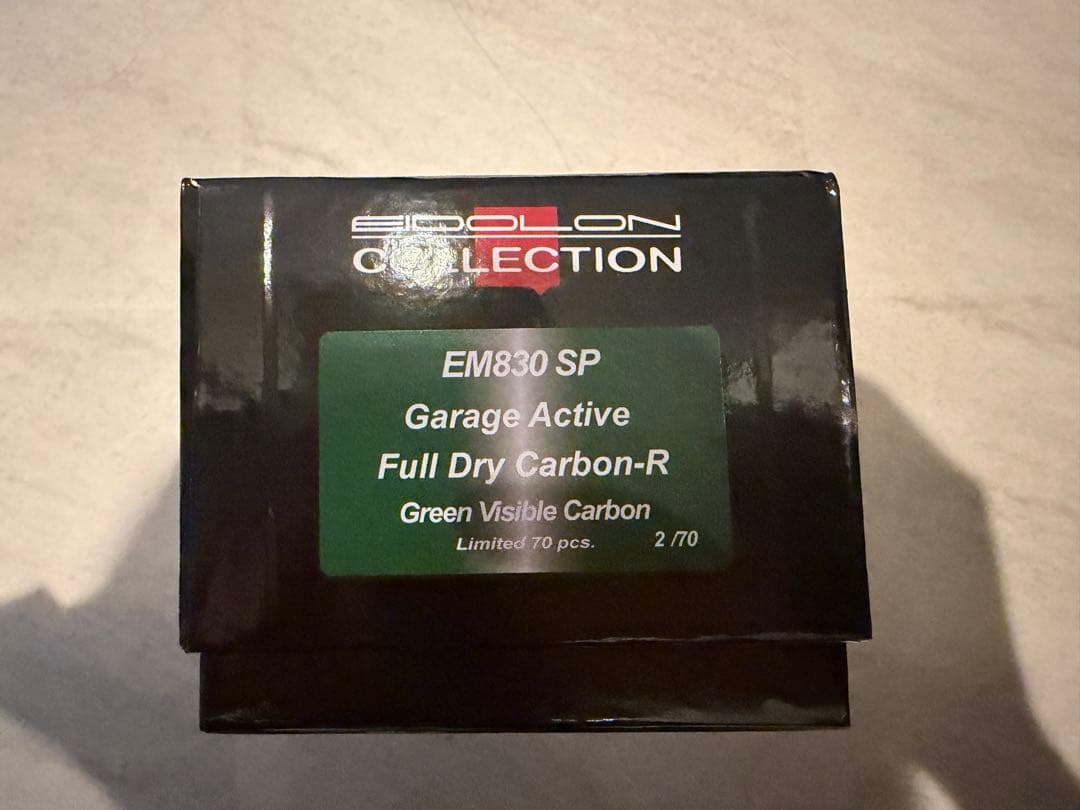 EIDOLON
COLLECTION
EM830 SP
Garage Active
Full Dry Carbon-R
Green Visible Carbon
Limited 70 pcs.
2 /70